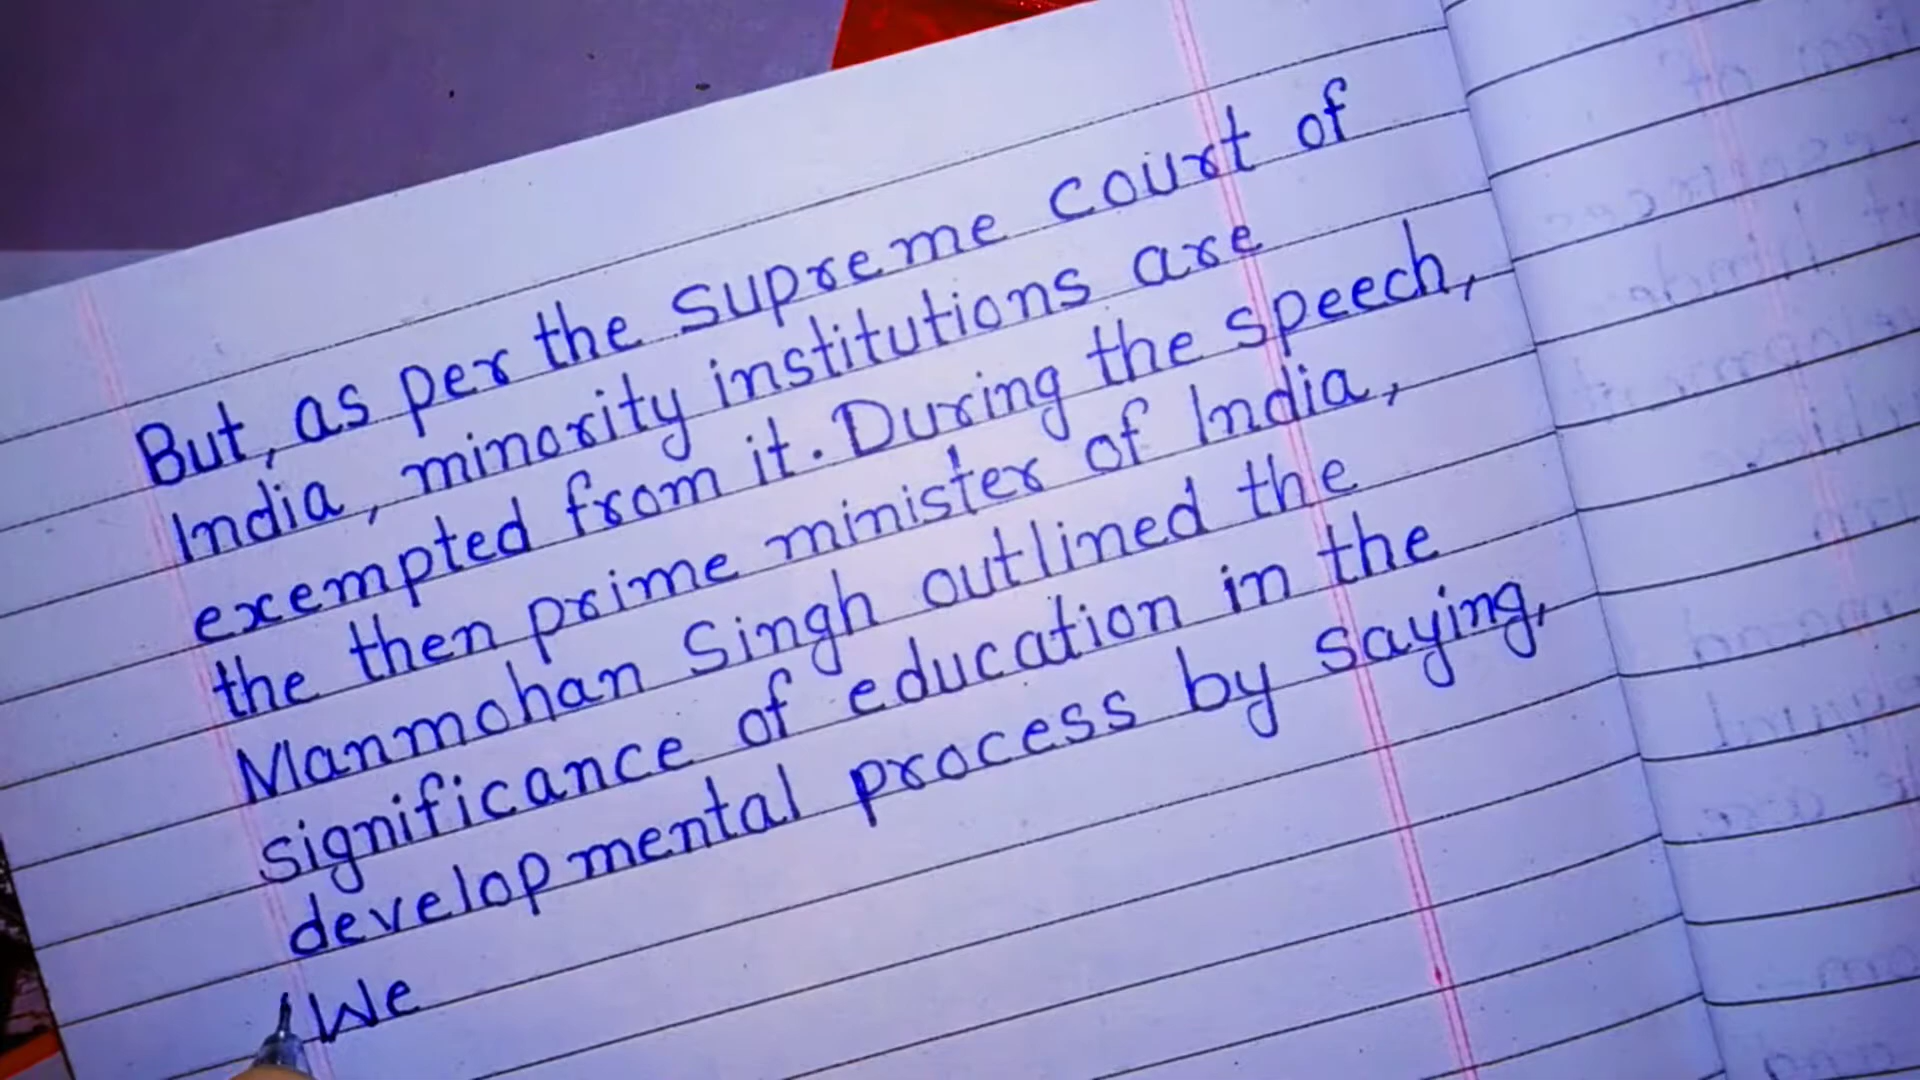 But, as per the supreme court of
India, minority institutions are
exempted from it. During the speech,
the then prime minister of India,
Manmohan Singh outlined the
significance of education in the
developmental process by saying,
We